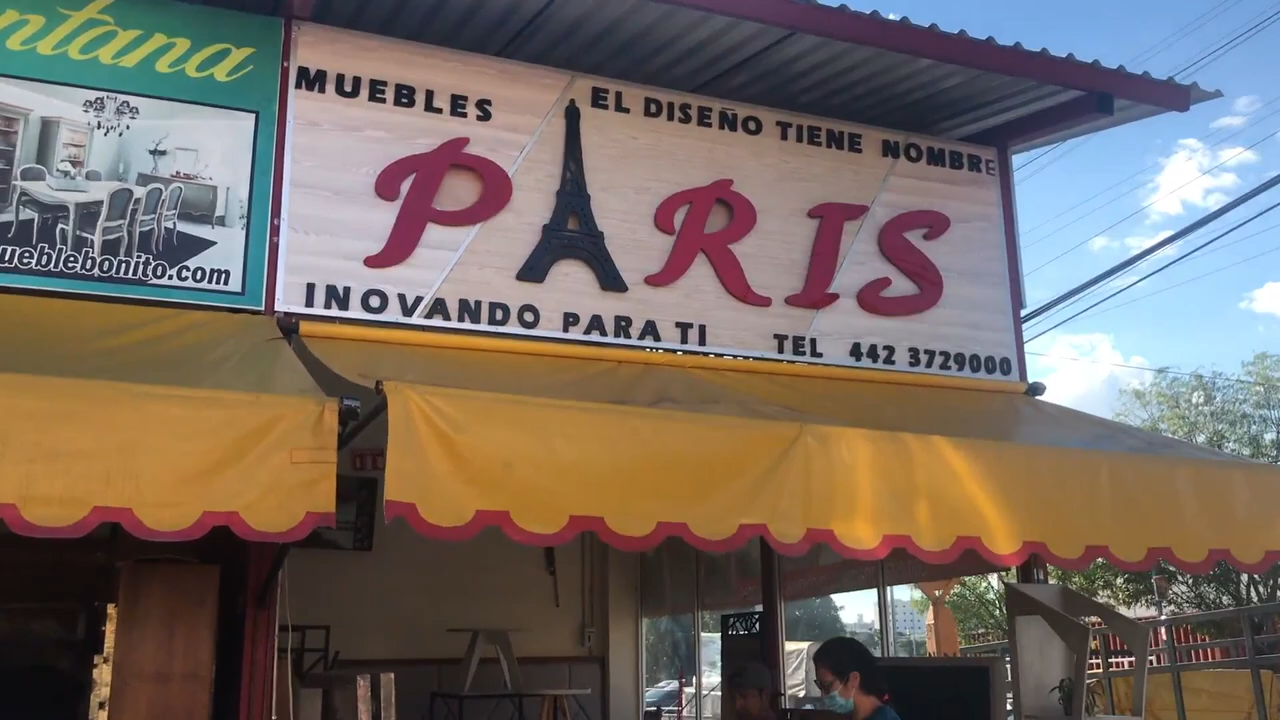 ntana
ueblebonito.com
MUEBLES
EL DISEÑO TIENE NOMBRE
PARIS
INOVANDO PARA TI
TEL 442 3729000